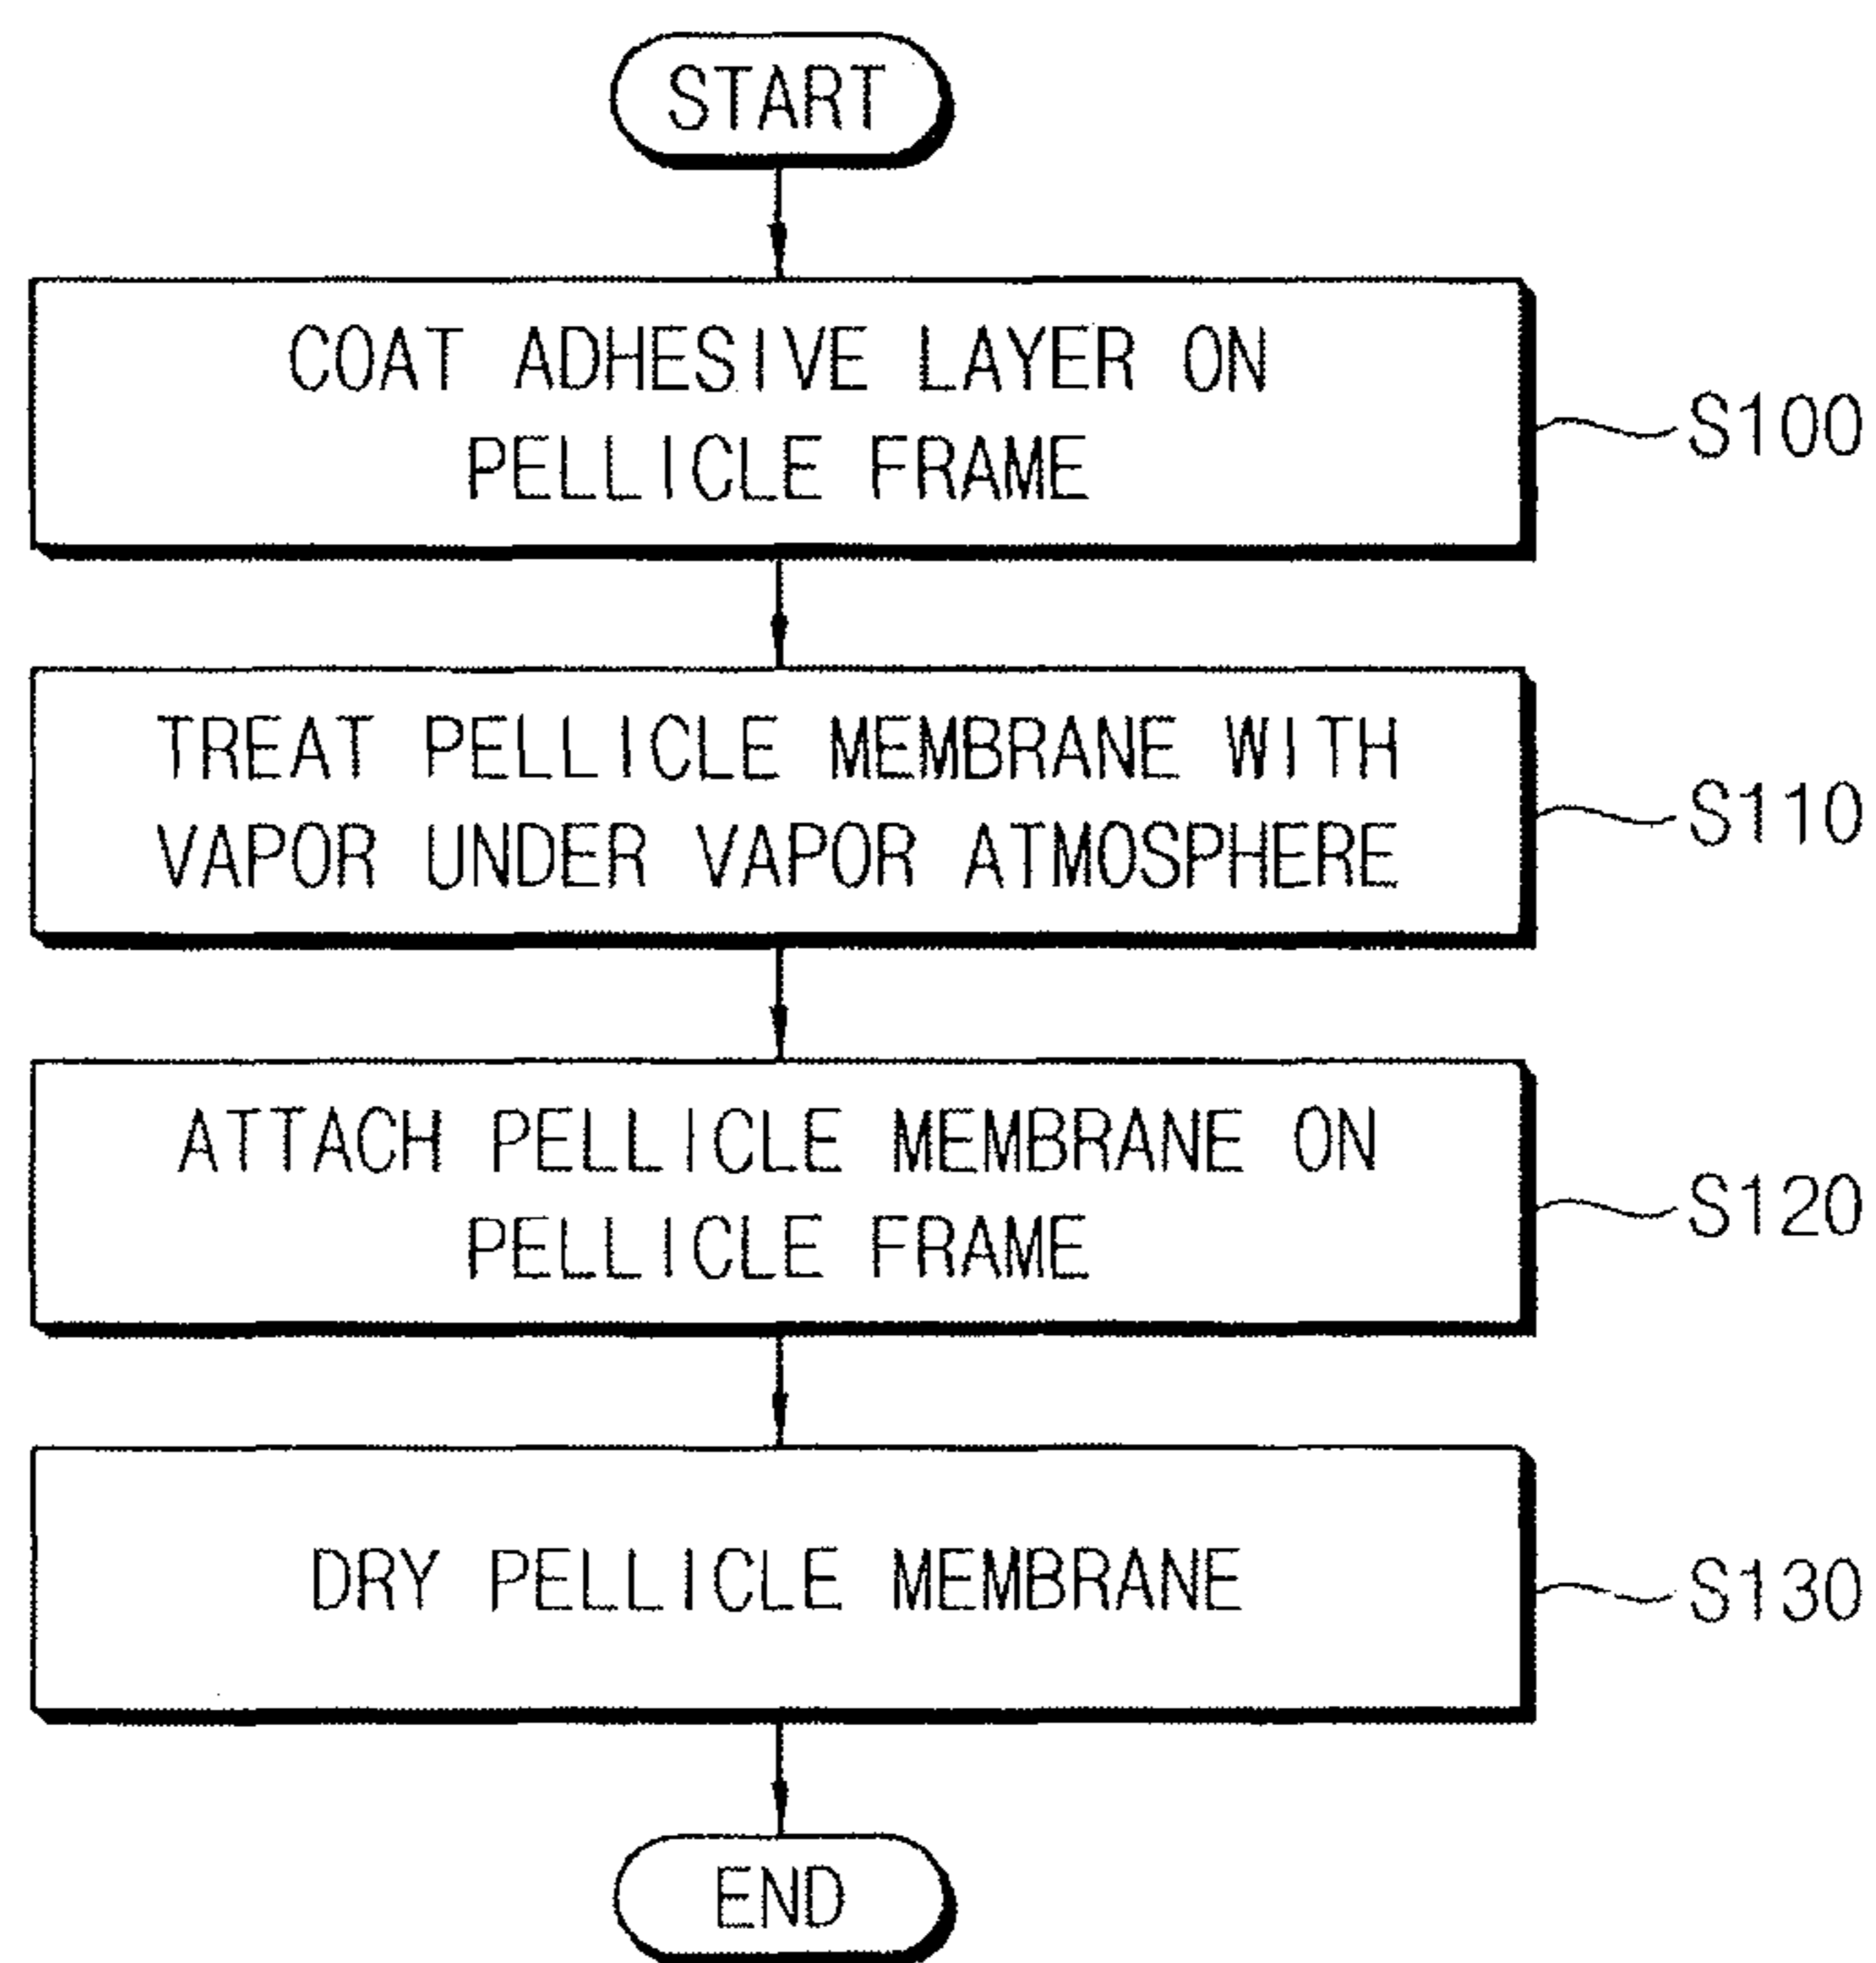 START
COAT ADHESIVE LAYER ON
PELLICLE FRAME
S100
TREAT PELLICLE MEMBRANE WITH
VAPOR UNDER VAPOR ATMOSPHERE
S110
ATTACH PELLICLE MEMBRANE ON
PELLICLE FRAME
S120
DRY PELLICLE MEMBRANE
S130
END